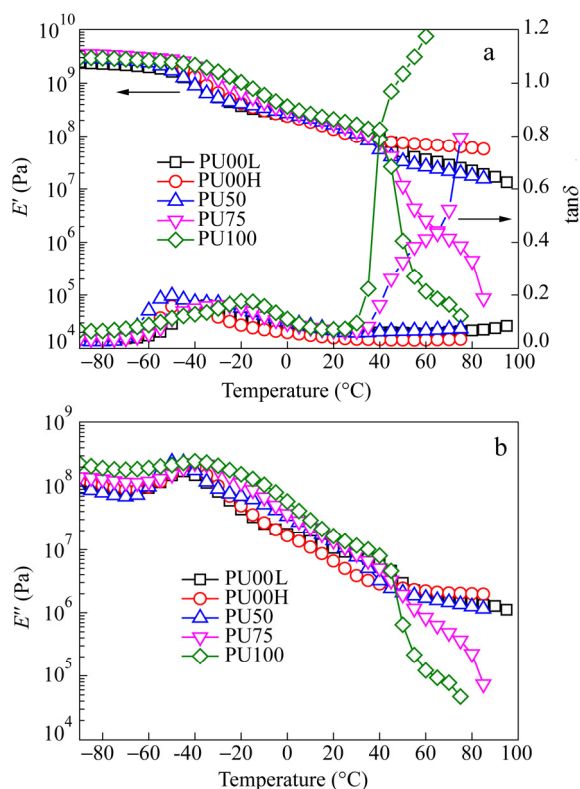 a
10^10
10^9
10^8
10^7
10^6
10^5
10^4
E′ (Pa)
PU00L
PU00H
PU50
PU75
PU100
1.2
1.0
0.8
0.6
0.4
0.2
0.0
tanδ
−80 −60 -40 −20 0 20 40 60 80 100
Temperature (°C)
b
10^9
10^8
10^7
10^6
10^5
10^4
E″ (Pa)
PU00L
PU00H
PU50
PU75
PU100
−80 −60 -40 −20 0 20 40 60 80 100
Temperature (°C)